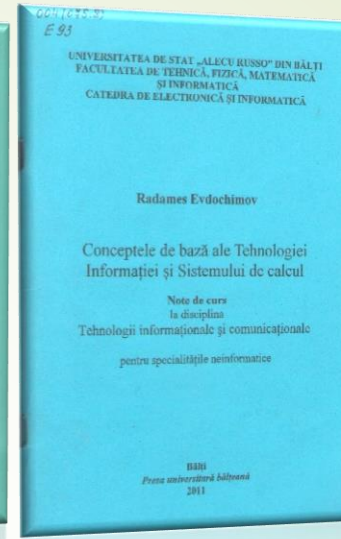 E 93
UNIVERSITATEA DE STAT „ALECU RUSSO” DIN BĂLŢI
FACULTATEA DE TEHNICĂ, FIZICĂ, MATEMATICĂ
ŞI INFORMATICĂ
CATEDRA DE ELECTRONICĂ ŞI INFORMATICĂ
Radames Evdochimov
Conceptele de bază ale Tehnologiei
Informaţiei şi Sistemului de calcul
Note de curs
la disciplina
Tehnologii informaţionale şi comunicaţionale
pentru specialităţile neinformatice
Bălţi
Presa universitară bălţeană
2011